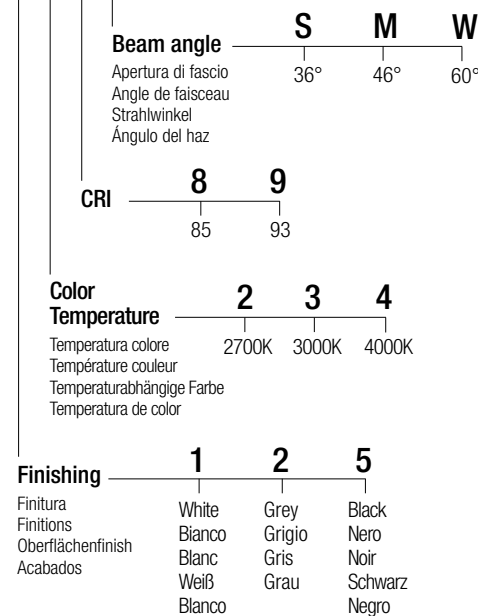 Beam angle S M W
Apertura di fascio 36° 46° 60°
Angle de faisceau
Strahlwinkel
Ángulo del haz
CRI 8 9
85 93
Color
Temperature 2 3 4
Temperatura colore 2700K 3000K 4000K
Température couleur
Temperaturabhängige Farbe
Temperatura de color
Finishing 1 2 5
Finitura White Grey Black
Finitions Bianco Grigio Nero
Oberflächenfinish Blanc Gris Noir
Acabados Weiß Grau Schwarz
Blanco Negro